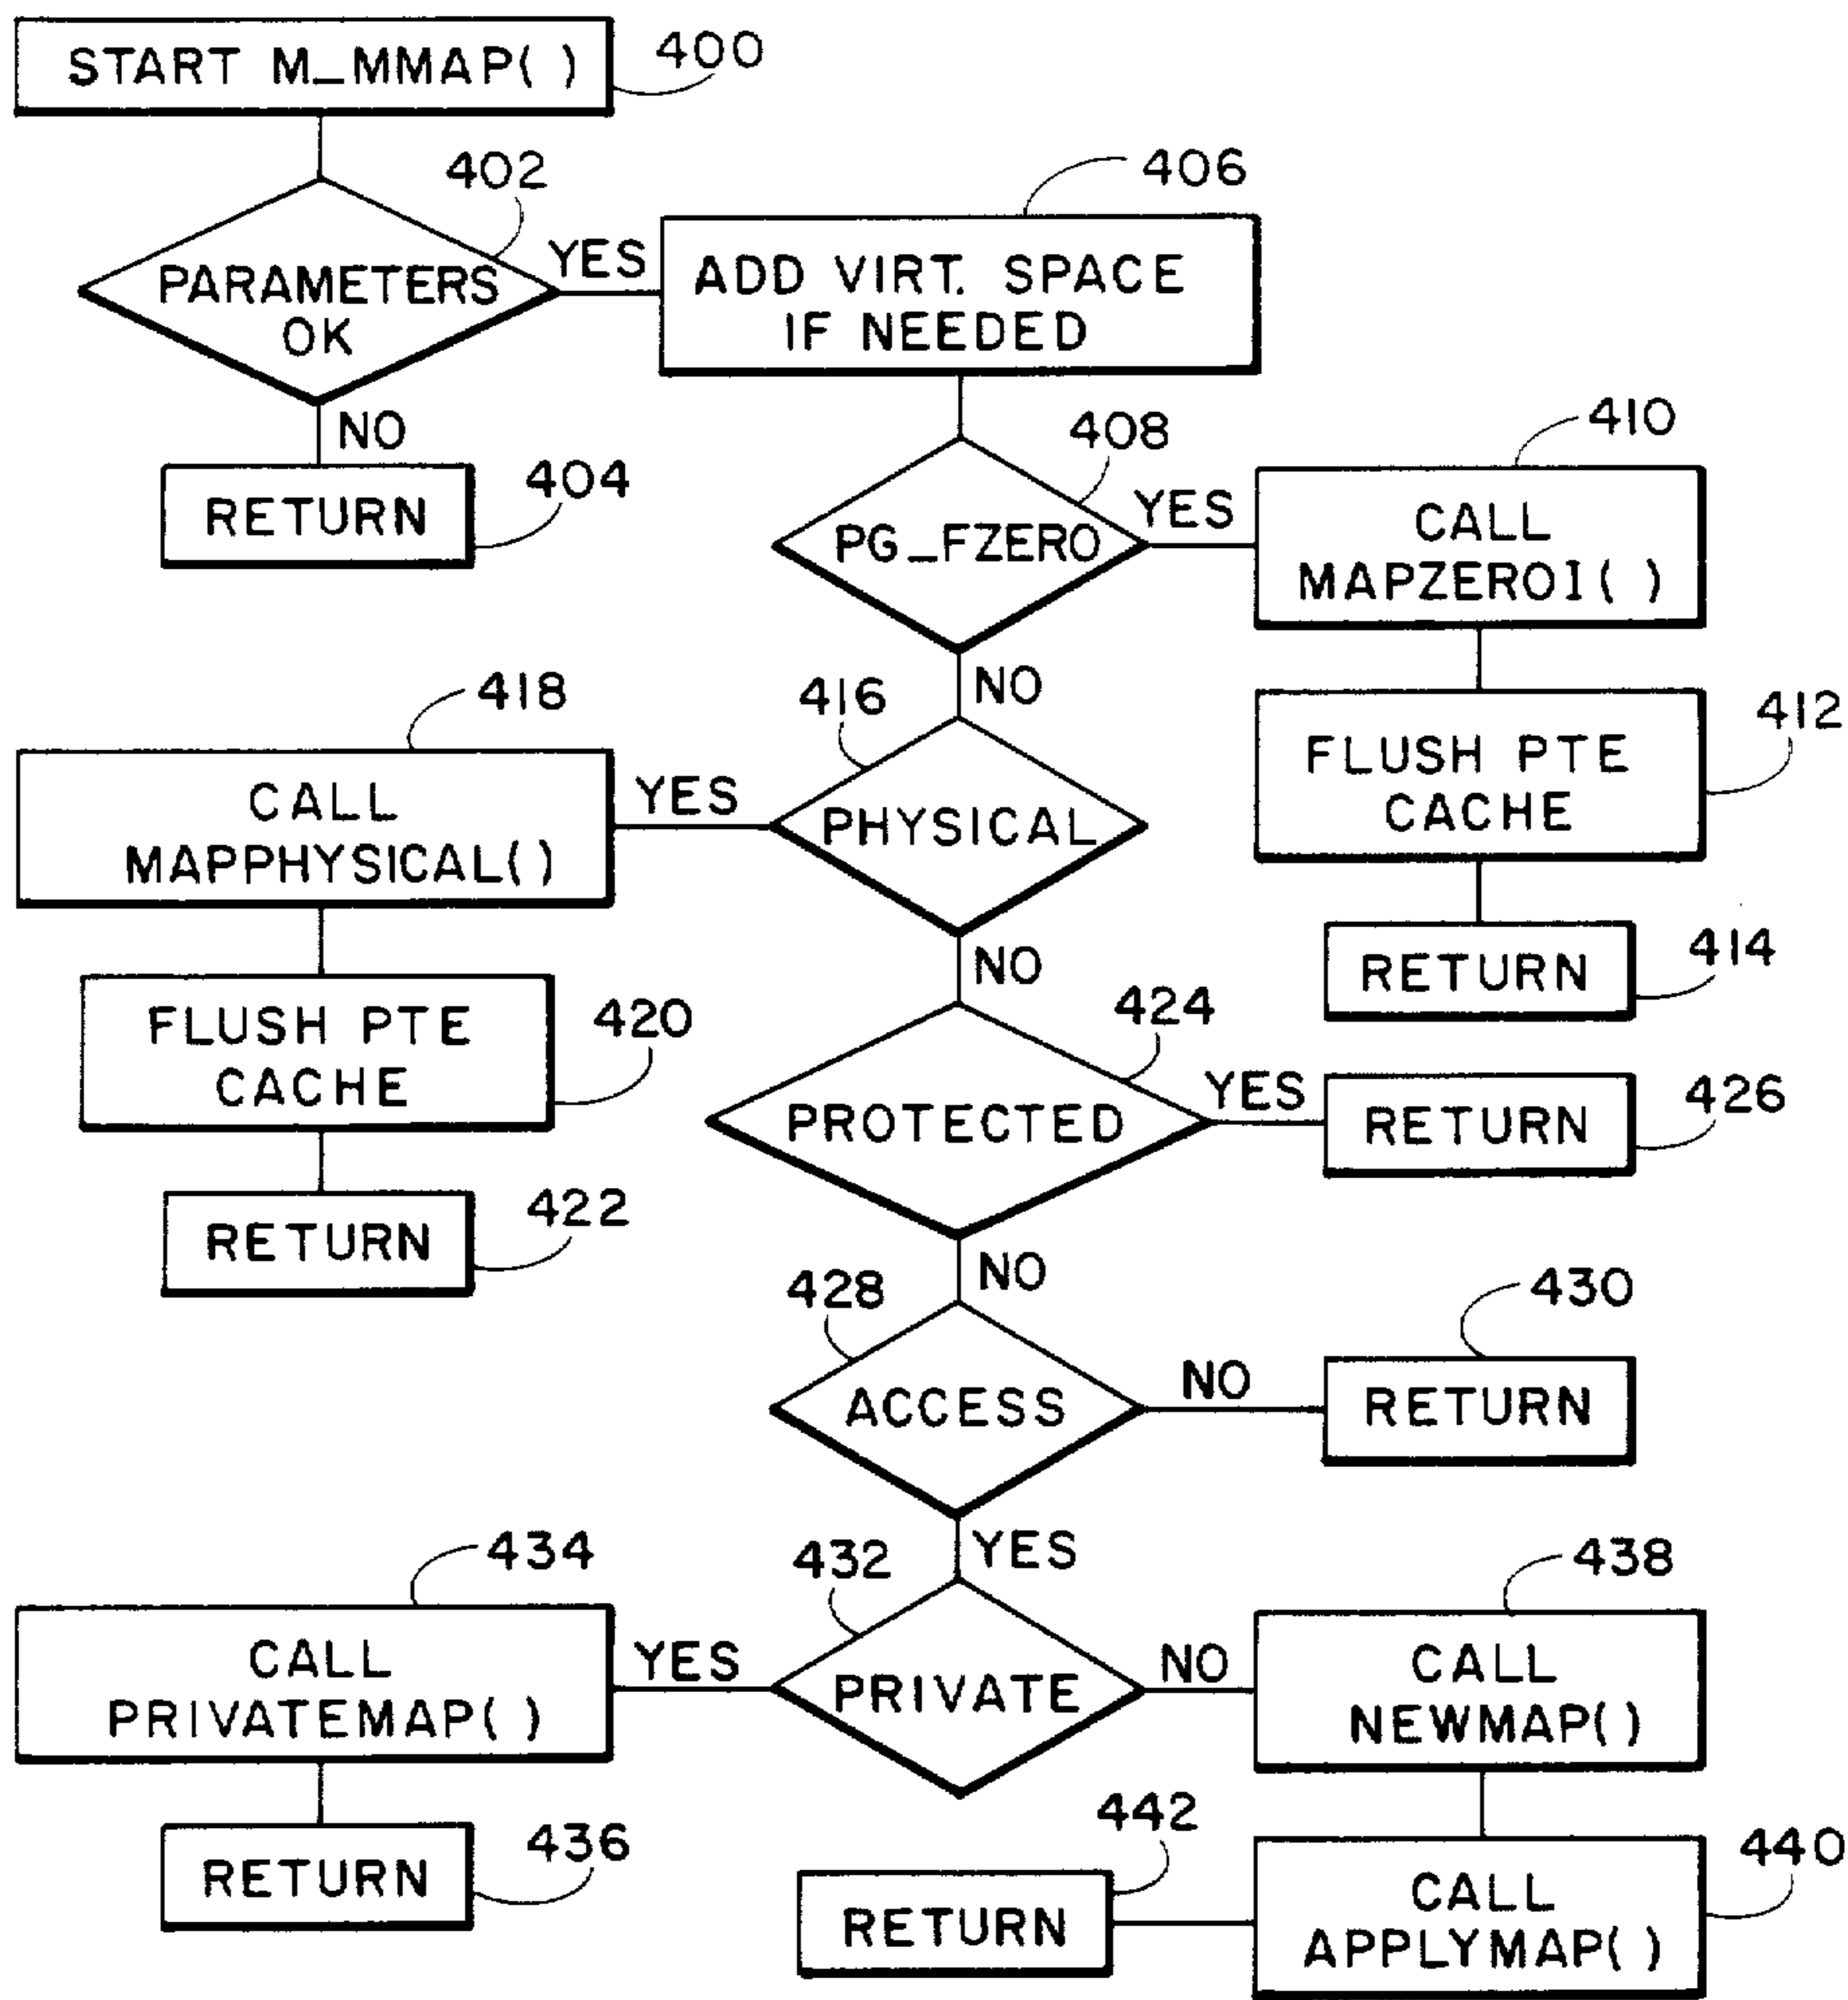 START M_MMAP( )
400
402
PARAMETERS
OK
YES
406
ADD VIRT. SPACE
IF NEEDED
NO
RETURN
404
408
PG_FZERO
YES
410
CALL
MAPZEROI( )
NO
412
FLUSH PTE
CACHE
414
RETURN
416
PHYSICAL
YES
418
CALL
MAPPHYSICAL()
420
FLUSH PTE
CACHE
422
RETURN
NO
424
PROTECTED
YES
426
RETURN
NO
428
ACCESS
NO
430
RETURN
YES
432
PRIVATE
YES
434
CALL
PRIVATEMAP( )
436
RETURN
NO
438
CALL
NEWMAP( )
440
CALL
APPLYMAP( )
442
RETURN